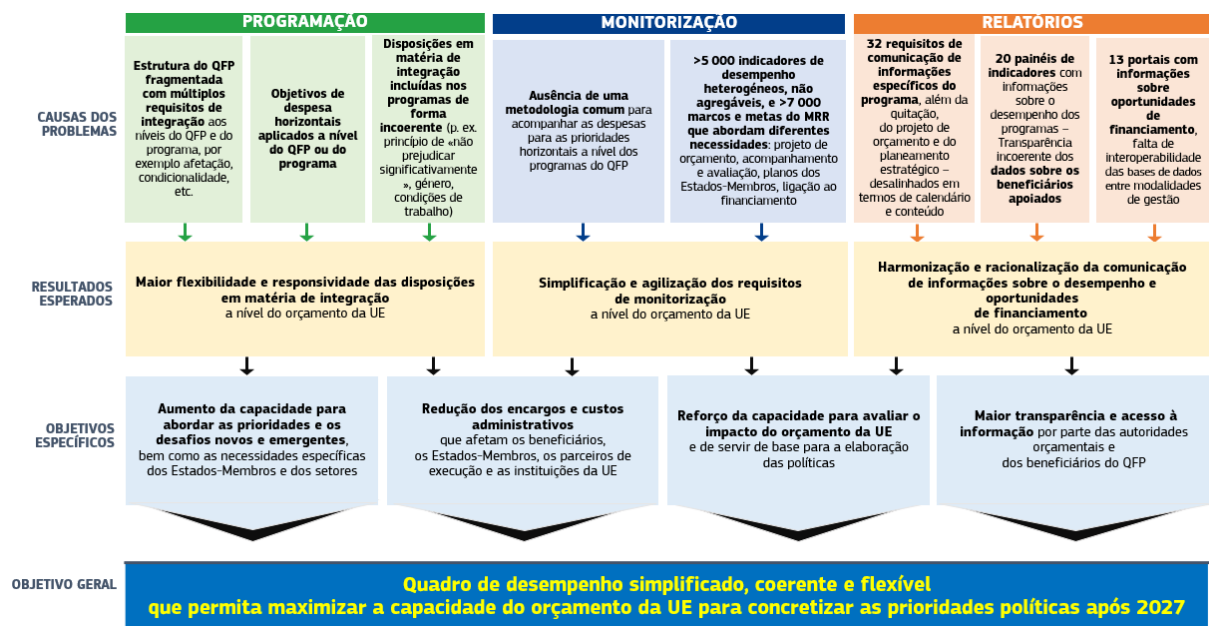 PROGRAMAÇÃO
MONITORIZAÇÃO
RELATÓRIOS
CAUSAS DOS
PROBLEMAS
Estrutura do QFP
fragmentada
com múltiplos
requisitos de
integração aos
níveis do QFP e do
programa, por
exemplo afetação,
condicionalidade,
etc.
Objetivos de
despesa
horizontais
aplicados a nível
do QFP ou do
programa
Disposições em
matéria de
integração
incluídas nos
programas de
forma
incoerente (p. ex.
princípio de «não
prejudicar
significativamente
», género,
condições de
trabalho)
Ausência de uma
metodologia comum para
acompanhar as despesas
para as prioridades
horizontais a nível dos
programas do QFP
>5 000 indicadores de
desempenho
heterogéneos, não
agregáveis, e >7 000
marcos e metas do MRR
que abordam diferentes
necessidades: projeto de
orçamento, acompanhamento
e avaliação, planos dos
Estados-Membros, ligação ao
financiamento
32 requisitos de
comunicação de
informações
específicos do
programa, além da
quitação,
do projeto de
orçamento e do
planeamento
estratégico –
desalinhados em
termos de calendário
e conteúdo
20 painéis de
indicadores com
informações
sobre o
desempenho dos
programas –
Transparência
incoerente dos
dados sobre os
beneficiários
apoiados
13 portais com
informações
sobre
oportunidades
de
financiamento,
falta de
interoperabilidade
das bases de dados
entre modalidades
de gestão
RESULTADOS
ESPERADOS
Maior flexibilidade e responsividade das disposições
em matéria de integração
a nível do orçamento da UE
Simplificação e agilização dos requisitos
de monitorização
a nível do orçamento da UE
Harmonização e racionalização da comunicação
de informações sobre o desempenho e
oportunidades
de financiamento
a nível do orçamento da UE
OBJETIVOS
ESPECÍFICOS
Aumento da capacidade para
abordar as prioridades e os
desafios novos e emergentes,
bem como as necessidades específicas
dos Estados-Membros e dos setores
Redução dos encargos e custos
administrativos
que afetam os beneficiários,
os Estados-Membros, os parceiros de
execução e as instituições da UE
Reforço da capacidade para avaliar o
impacto do orçamento da UE
e de servir de base para a elaboração
das políticas
Maior transparência e acesso à
informação por parte das autoridades
orçamentais e
dos beneficiários do QFP
OBJETIVO GERAL
Quadro de desempenho simplificado, coerente e flexível
que permita maximizar a capacidade do orçamento da UE para concretizar as prioridades políticas após 2027